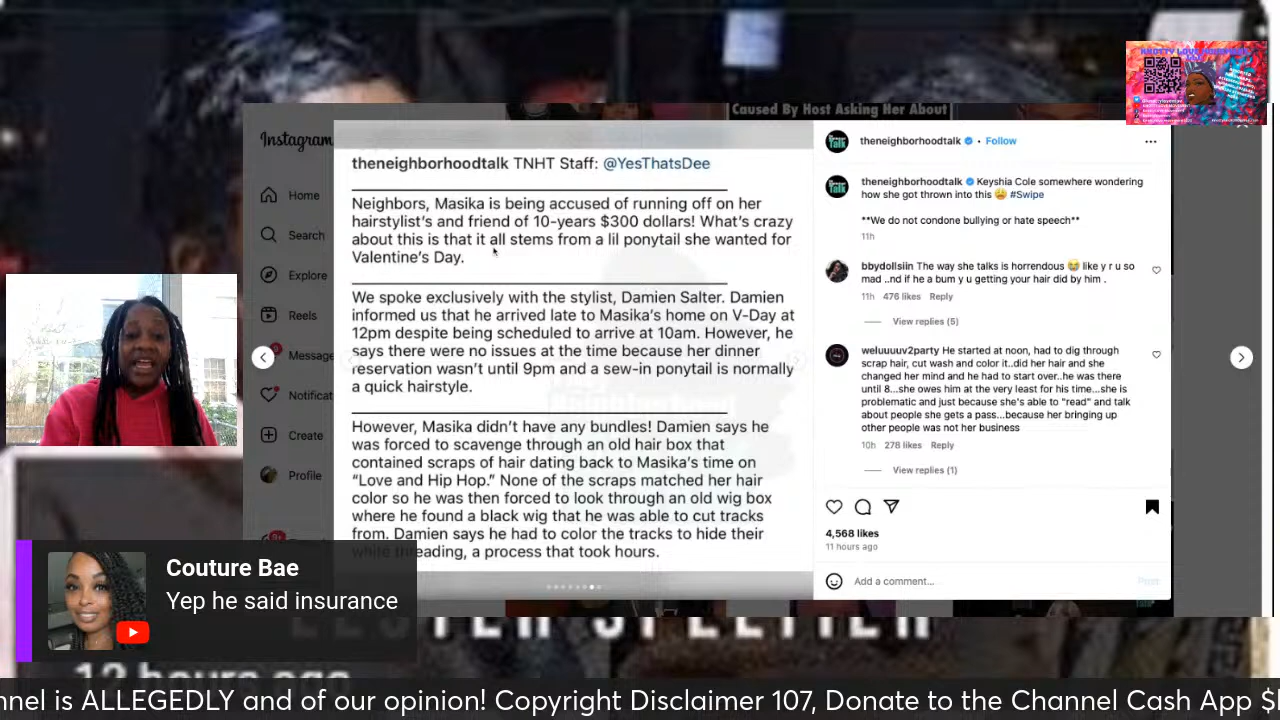 Caused By Host Asking Her About
KNOTTY LOVE
Instagram
Home
Search
Explore
Reels
Message
Notificat
Create
Profile
theneighborhoodtalk TNHT Staff: @YesThatsDee
Neighbors, Masika is being accused of running off on her
hairstylist's and friend of 10-years $300 dollars! What's crazy
about this is that it all stems from a lil ponytail she wanted for
Valentine's Day.
We spoke exclusively with the stylist, Damien Salter. Damien
informed us that he arrived late to Masika's home on V-Day at
12pm despite being scheduled to arrive at 10am. However, he
says there were no issues at the time because her dinner
reservation wasn't until 9pm and a sew-in ponytail is normally
a quick hairstyle.
However, Masika didn't have any bundles! Damien says he
was forced to scavenge through an old hair box that
contained scraps of hair dating back to Masika's time on
“Love and Hip Hop.” None of the scraps matched her hair
color so he was then forced to look through an old wig box
where he found a black wig that he was able to cut tracks
from. Damien says he had to color the tracks to hide their
white threading, a process that took hours.
theneighborhoodtalk • Follow
theneighborhoodtalk Keyshia Cole somewhere wondering
how she got thrown into this 😩 #Swipe
**We do not condone bullying or hate speech**
11h
bbydollsiin The way she talks is horrendous 😭 like y r u so
mad ..nd if he a bum y u getting your hair did by him .
11h 476 likes Reply
View replies (5)
weluuuuv2party He started at noon, had to dig through
scrap hair, cut wash and color it..did her hair and she
changed her mind and he had to start over..he was there
until 8...she owes him at the very least for his time...she is
problematic and just because she's able to "read" and talk
about people she gets a pass...because her bringing up
other people was not her business
10h 278 likes Reply
View replies (1)
4,568 likes
11 hours ago
Add a comment...
Post
Couture Bae
Yep he said insurance
12 hours ago
nnel is ALLEGEDLY and of our opinion! Copyright Disclaimer 107, Donate to the Channel Cash App $